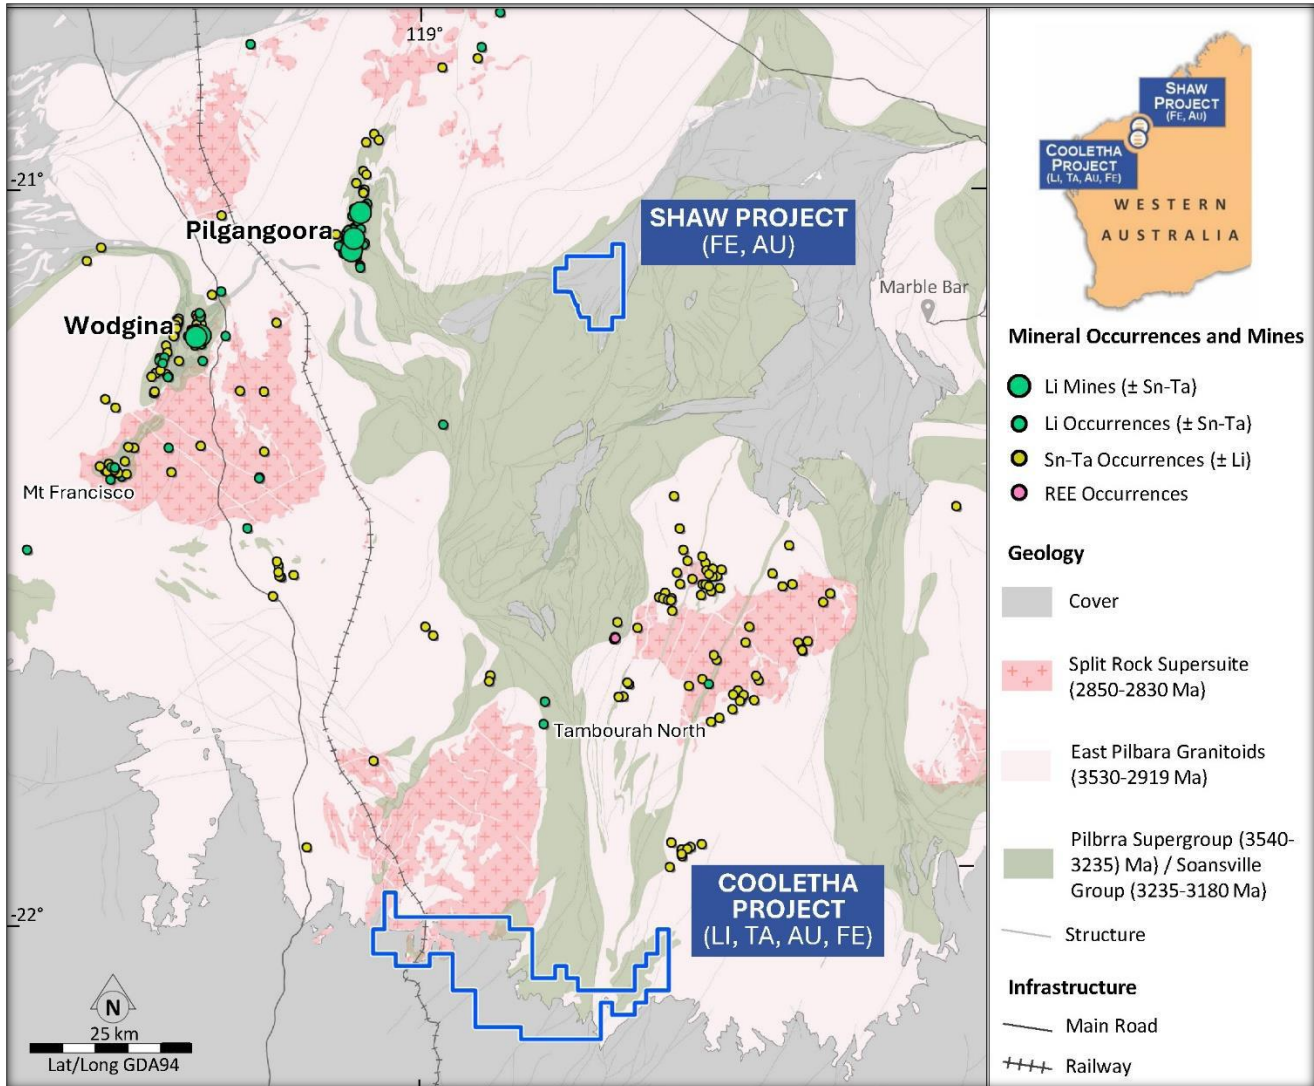 119°
-21°
Pilgangoora
SHAW PROJECT
(FE, AU)
Marble Bar
Wodgina
Mt Francisco
Tambourah North
COOLETHA
PROJECT
(LI, TA, AU, FE)
-22°
N
25 km
Lat/Long GDA94
SHAW
PROJECT
(FE, AU)
COOLETHA
PROJECT
(LI, TA, AU, FE)
WESTERN
AUSTRALIA
Mineral Occurrences and Mines
Li Mines (± Sn-Ta)
Li Occurrences (± Sn-Ta)
Sn-Ta Occurrences (± Li)
REE Occurrences
Geology
Cover
Split Rock Supersuite
(2850-2830 Ma)
East Pilbara Granitoids
(3530-2919 Ma)
Pilbrra Supergroup (3540-
3235) Ma) / Soansville
Group (3235-3180 Ma)
Structure
Infrastructure
Main Road
Railway